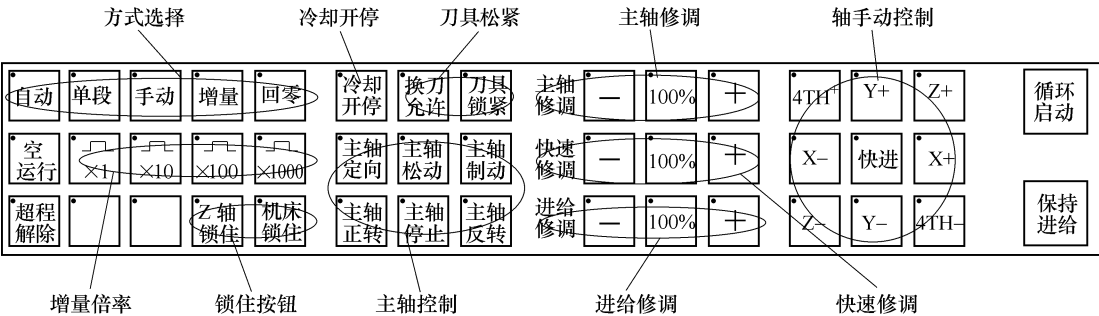 方式选择 冷却开停 刀具松紧 主轴修调 轴手动控制
自动 单段 手动 增量 回零 冷却 换刀 刀具 主轴 − 100% + 4TH+ Y+ Z+ 循环
开停 允许 锁紧 修调 启动
空 ×1 ×10 ×100 ×1000 主轴 主轴 主轴 快速 − 100% + X− 快进 X+
运行 定向 松动 制动 修调
超程 Z轴 机床 主轴 主轴 主轴 进给 − 100% + Z− Y− 4TH− 保持
解除 锁住 锁住 正转 停止 反转 修调 进给
增量倍率 锁住按钮 主轴控制 进给修调 快速修调